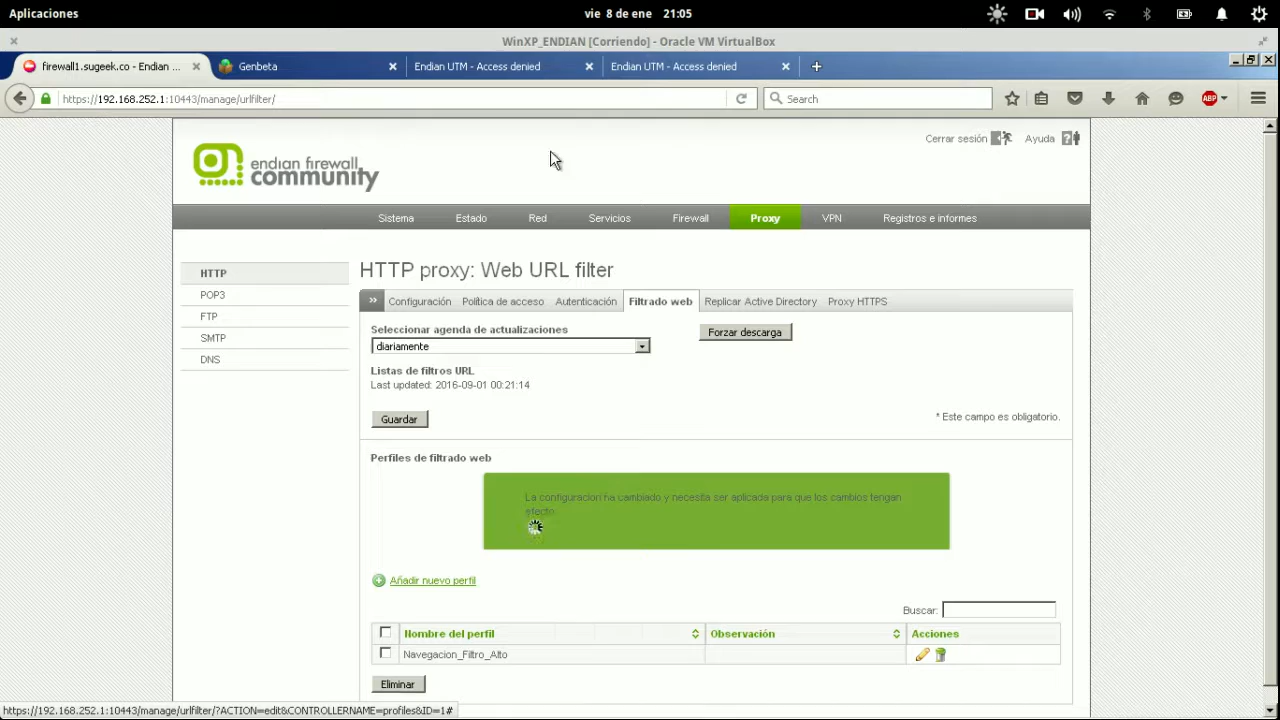 Aplicaciones
vie 8 de ene 21:05
WinXP_ENDIAN [Corriendo] - Oracle VM VirtualBox
firewall1.sugeek.co - Endian ...
Genbeta
Endian UTM - Access denied
Endian UTM - Access denied
https://192.168.252.1:10443/manage/urlfilter/
Search
ABP
Cerrar sesión
Ayuda
endian firewall
community
Sistema
Estado
Red
Servicios
Firewall
Proxy
VPN
Registros e informes
HTTP
POP3
FTP
SMTP
DNS
HTTP proxy: Web URL filter
»
Configuración
Política de acceso
Autenticación
Filtrado web
Replicar Active Directory
Proxy HTTPS
Seleccionar agenda de actualizaciones
diariamente
Forzar descarga
Listas de filtros URL
Last updated: 2016-09-01 00:21:14
Guardar
* Este campo es obligatorio.
Perfiles de filtrado web
La configuración ha cambiado y necesita ser aplicada para que los cambios tengan
efecto
Añadir nuevo perfil
Buscar:
Nombre del perfil
Observación
Acciones
Navegacion_Filtro_Alto
Eliminar
https://192.168.252.1:10443/manage/urlfilter/?ACTION=edit&CONTROLLERNAME=profiles&ID=1#